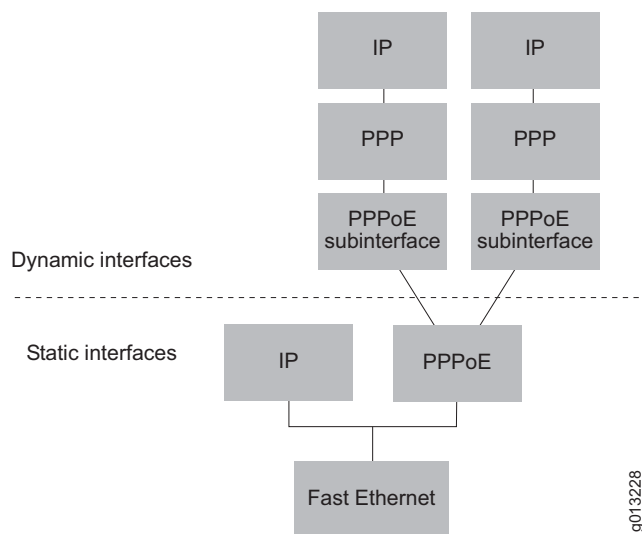 IP
IP
PPP
PPP
PPPoE
subinterface
PPPoE
subinterface
Dynamic interfaces
Static interfaces
IP
PPPoE
Fast Ethernet
g013228